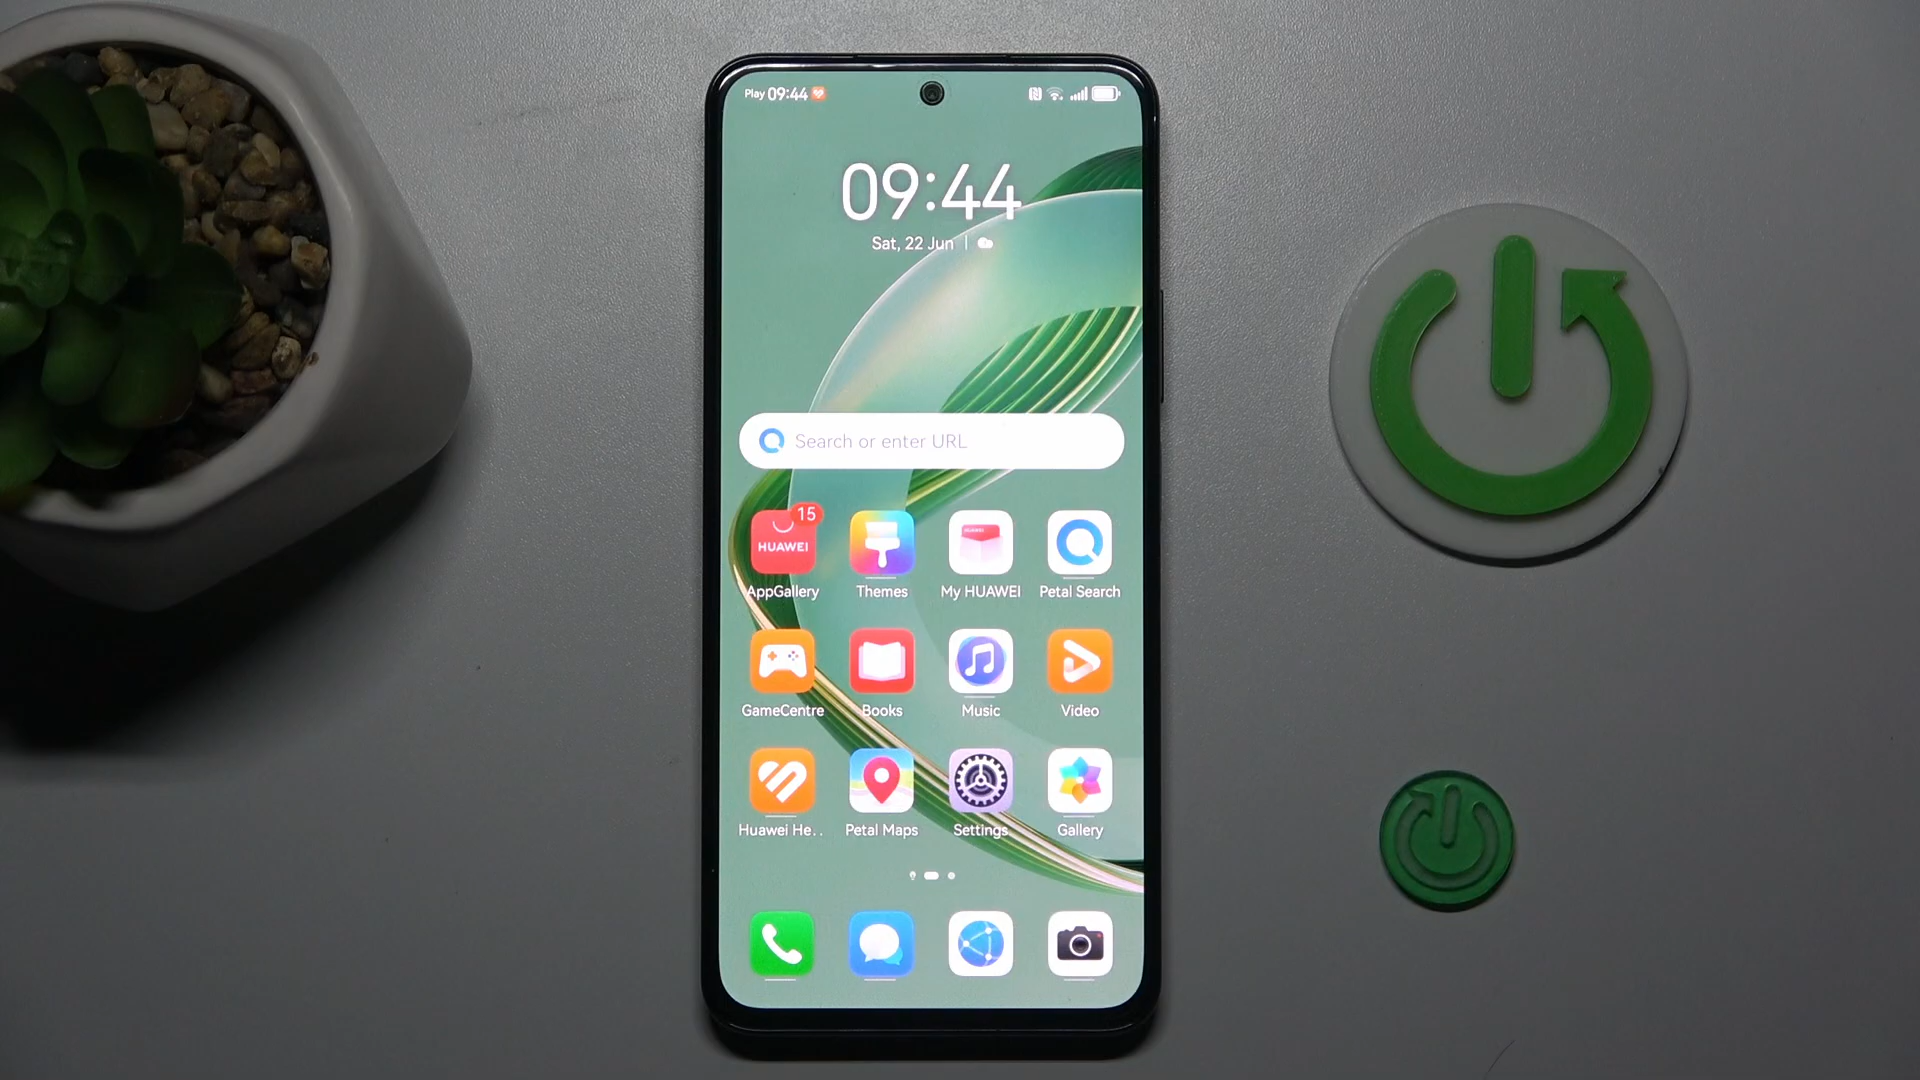 Play 09:44
09:44
Sat, 22 Jun
Search or enter URL
15
HUAWEI
HUAWEI
AppGallery Themes My HUAWEI Petal Search
GameCentre Books Music Video
Huawei He.. Petal Maps Settings Gallery